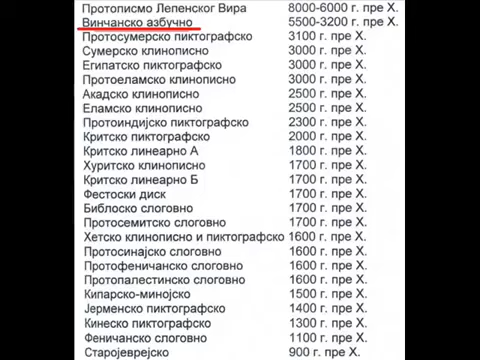 Протописмо Лепенског Вира 8000-6000 г. пре Х.
Винчанско азбучно 5500-3200 г. пре Х.
Протосумерско пиктографско 3100 г. пре Х.
Сумерско клинописно 3000 г. пре Х.
Египатско пиктографско 3000 г. пре Х.
Протоеламско клинописно 3000 г. пре Х.
Акадско клинописно 2500 г. пре Х.
Еламско клинописно 2500 г. пре Х.
Протоиндијско пиктографско 2300 г. пре Х.
Критско пиктографско 2000 г. пре Х.
Критско линеарно А 1800 г. пре Х.
Хуритско клинописно 1700 г. пре Х.
Критско линеарно Б 1700 г. пре Х.
Фестоски диск 1700 г. пре Х.
Библоско слоговно 1700 г. пре Х.
Протосемитско слоговно 1700 г. пре Х.
Хетско клинописно и пиктографско 1600 г. пре Х.
Протосинајско слоговно 1600 г. пре Х.
Протофеничанско слоговно 1600 г. пре Х.
Протопалестинско слоговно 1600 г. пре Х.
Кипарско-минојско 1500 г. пре Х.
Јерменско пиктографско 1400 г. пре Х.
Кинеско пиктографско 1300 г. пре Х.
Феничанско слоговно 1100 г. пре Х.
Старојеврејско 900 г. пре Х.